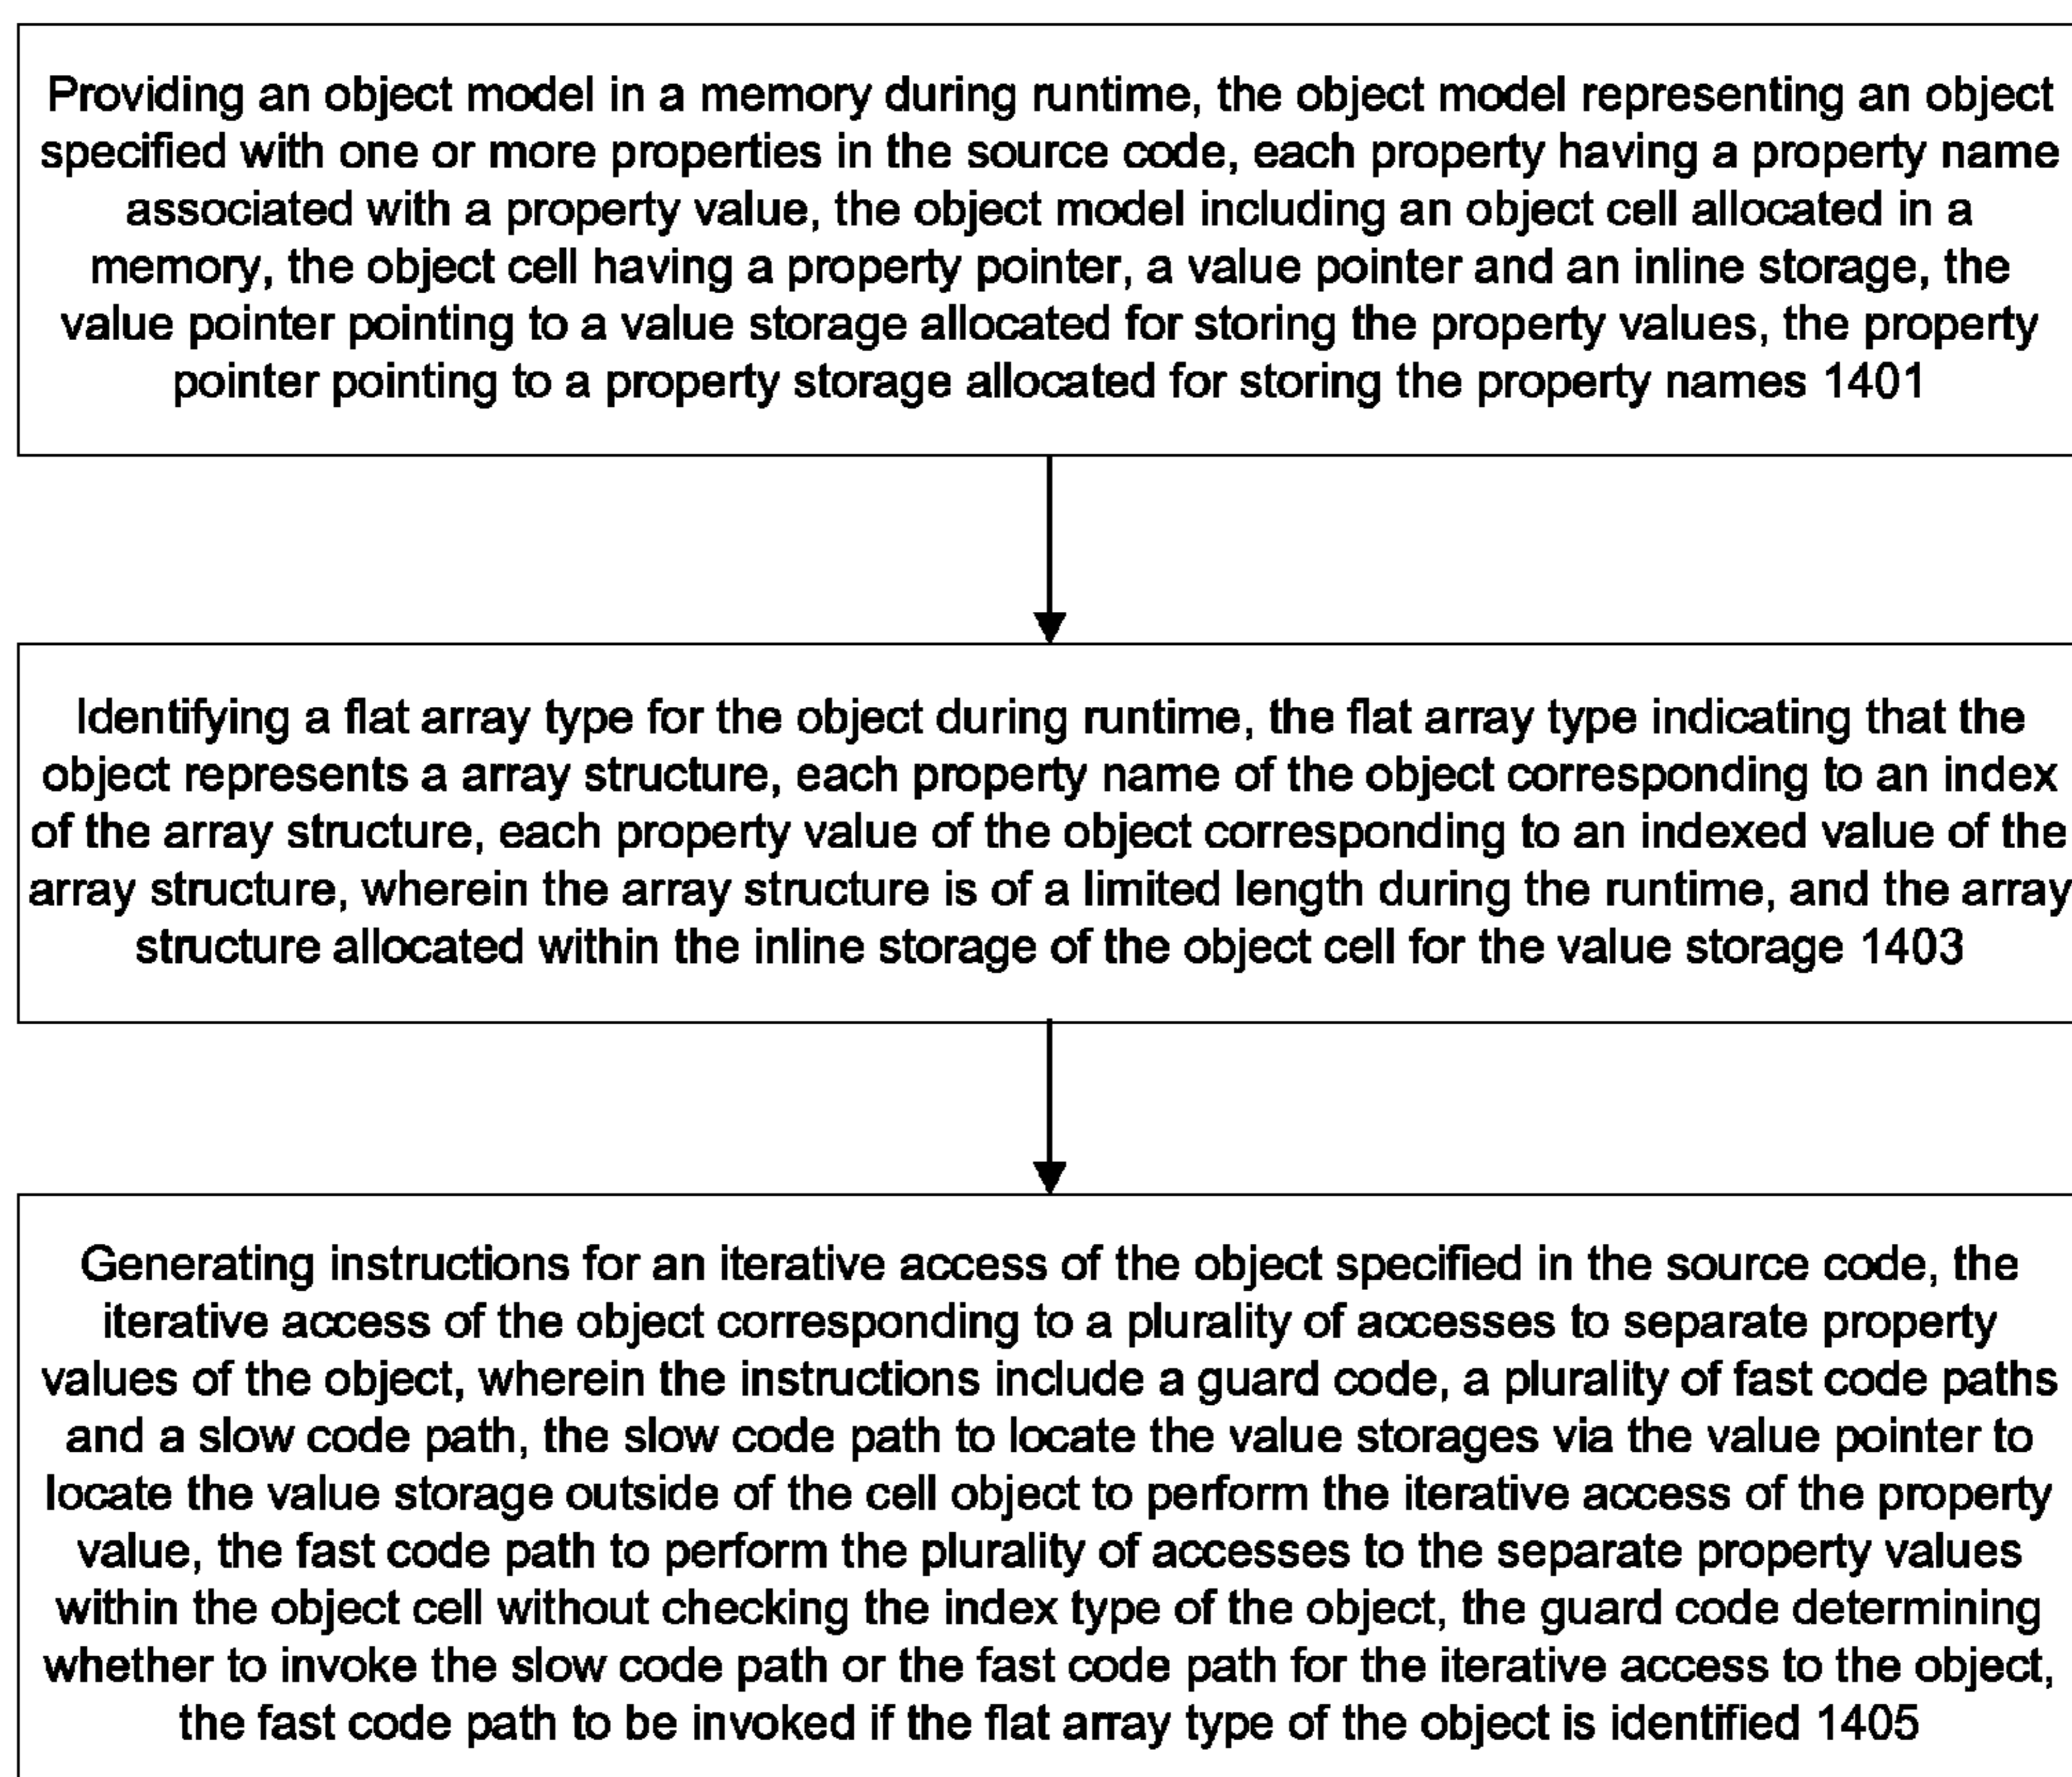 Providing an object model in a memory during runtime, the object model representing an object
specified with one or more properties in the source code, each property having a property name
associated with a property value, the object model including an object cell allocated in a
memory, the object cell having a property pointer, a value pointer and an inline storage, the
value pointer pointing to a value storage allocated for storing the property values, the property
pointer pointing to a property storage allocated for storing the property names 1401
Identifying a flat array type for the object during runtime, the flat array type indicating that the
object represents a array structure, each property name of the object corresponding to an index
of the array structure, each property value of the object corresponding to an indexed value of the
array structure, wherein the array structure is of a limited length during the runtime, and the array
structure allocated within the inline storage of the object cell for the value storage 1403
Generating instructions for an iterative access of the object specified in the source code, the
iterative access of the object corresponding to a plurality of accesses to separate property
values of the object, wherein the instructions include a guard code, a plurality of fast code paths
and a slow code path, the slow code path to locate the value storages via the value pointer to
locate the value storage outside of the cell object to perform the iterative access of the property
value, the fast code path to perform the plurality of accesses to the separate property values
within the object cell without checking the index type of the object, the guard code determining
whether to invoke the slow code path or the fast code path for the iterative access to the object,
the fast code path to be invoked if the flat array type of the object is identified 1405